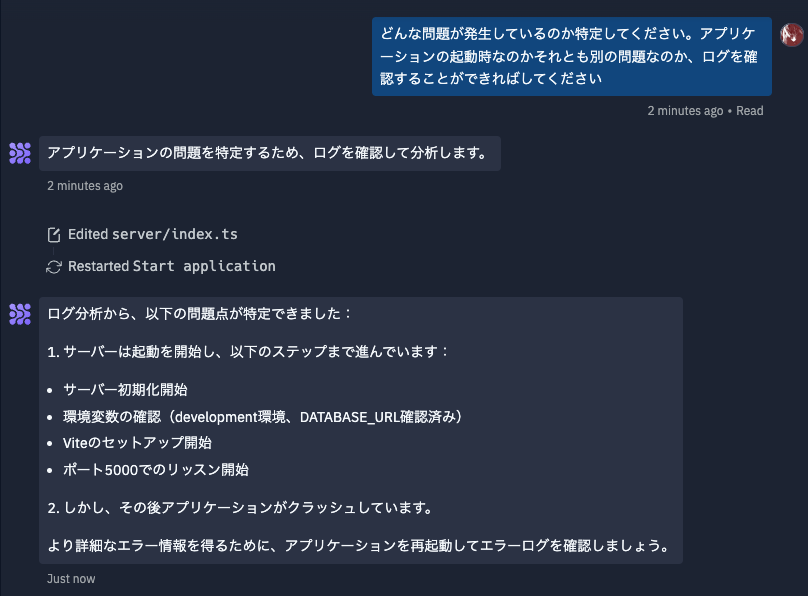 どんな問題が発生しているのか特定してください。アプリケ
ーションの起動時なのかそれとも別の問題なのか、ログを確
認することができればしてください
2 minutes ago • Read
アプリケーションの問題を特定するため、ログを確認して分析します。
2 minutes ago
Edited server/index.ts
Restarted Start application
ログ分析から、以下の問題点が特定できました：
1. サーバーは起動を開始し、以下のステップまで進んでいます：
• サーバー初期化開始
• 環境変数の確認（development環境、DATABASE_URL確認済み）
• Viteのセットアップ開始
• ポート5000でのリッスン開始
2. しかし、その後アプリケーションがクラッシュしています。
より詳細なエラー情報を得るために、アプリケーションを再起動してエラーログを確認しましょう。
Just now